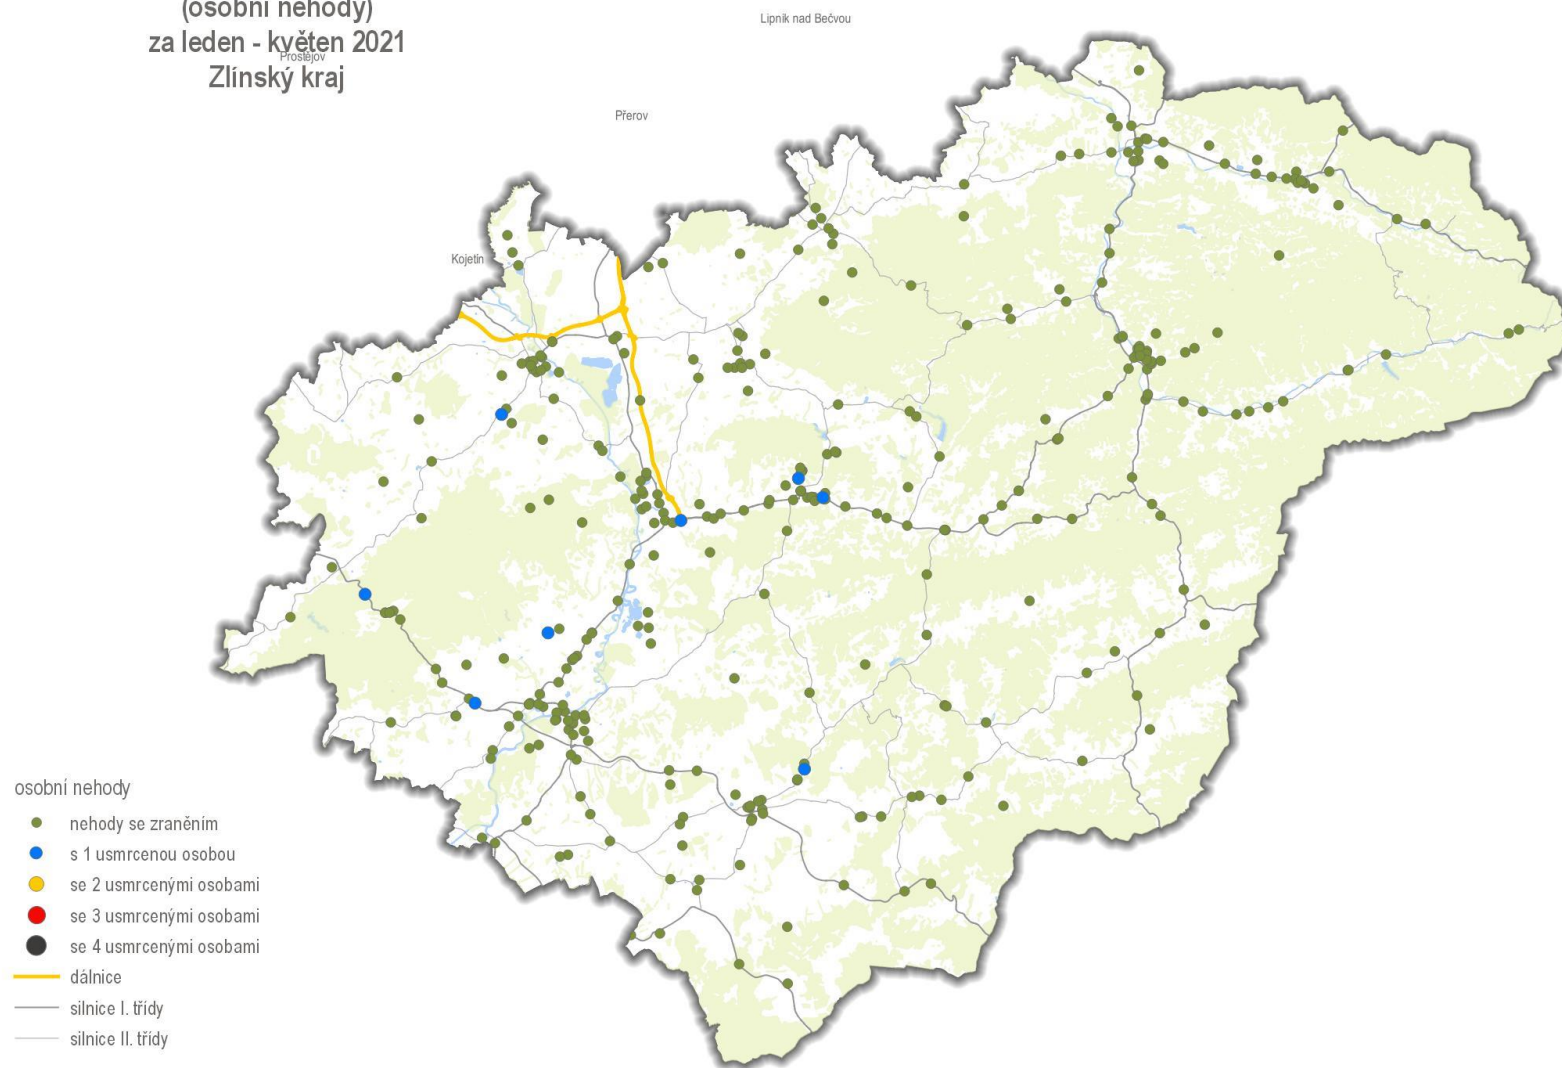 (osobní nehody)
za leden - květen 2021
Zlínský kraj
Lipník nad Bečvou
Prostějov
Přerov
Kojetín
osobní nehody
nehody se zraněním
s 1 usmrcenou osobou
se 2 usmrcenými osobami
se 3 usmrcenými osobami
se 4 usmrcenými osobami
dálnice
silnice I. třídy
silnice II. třídy